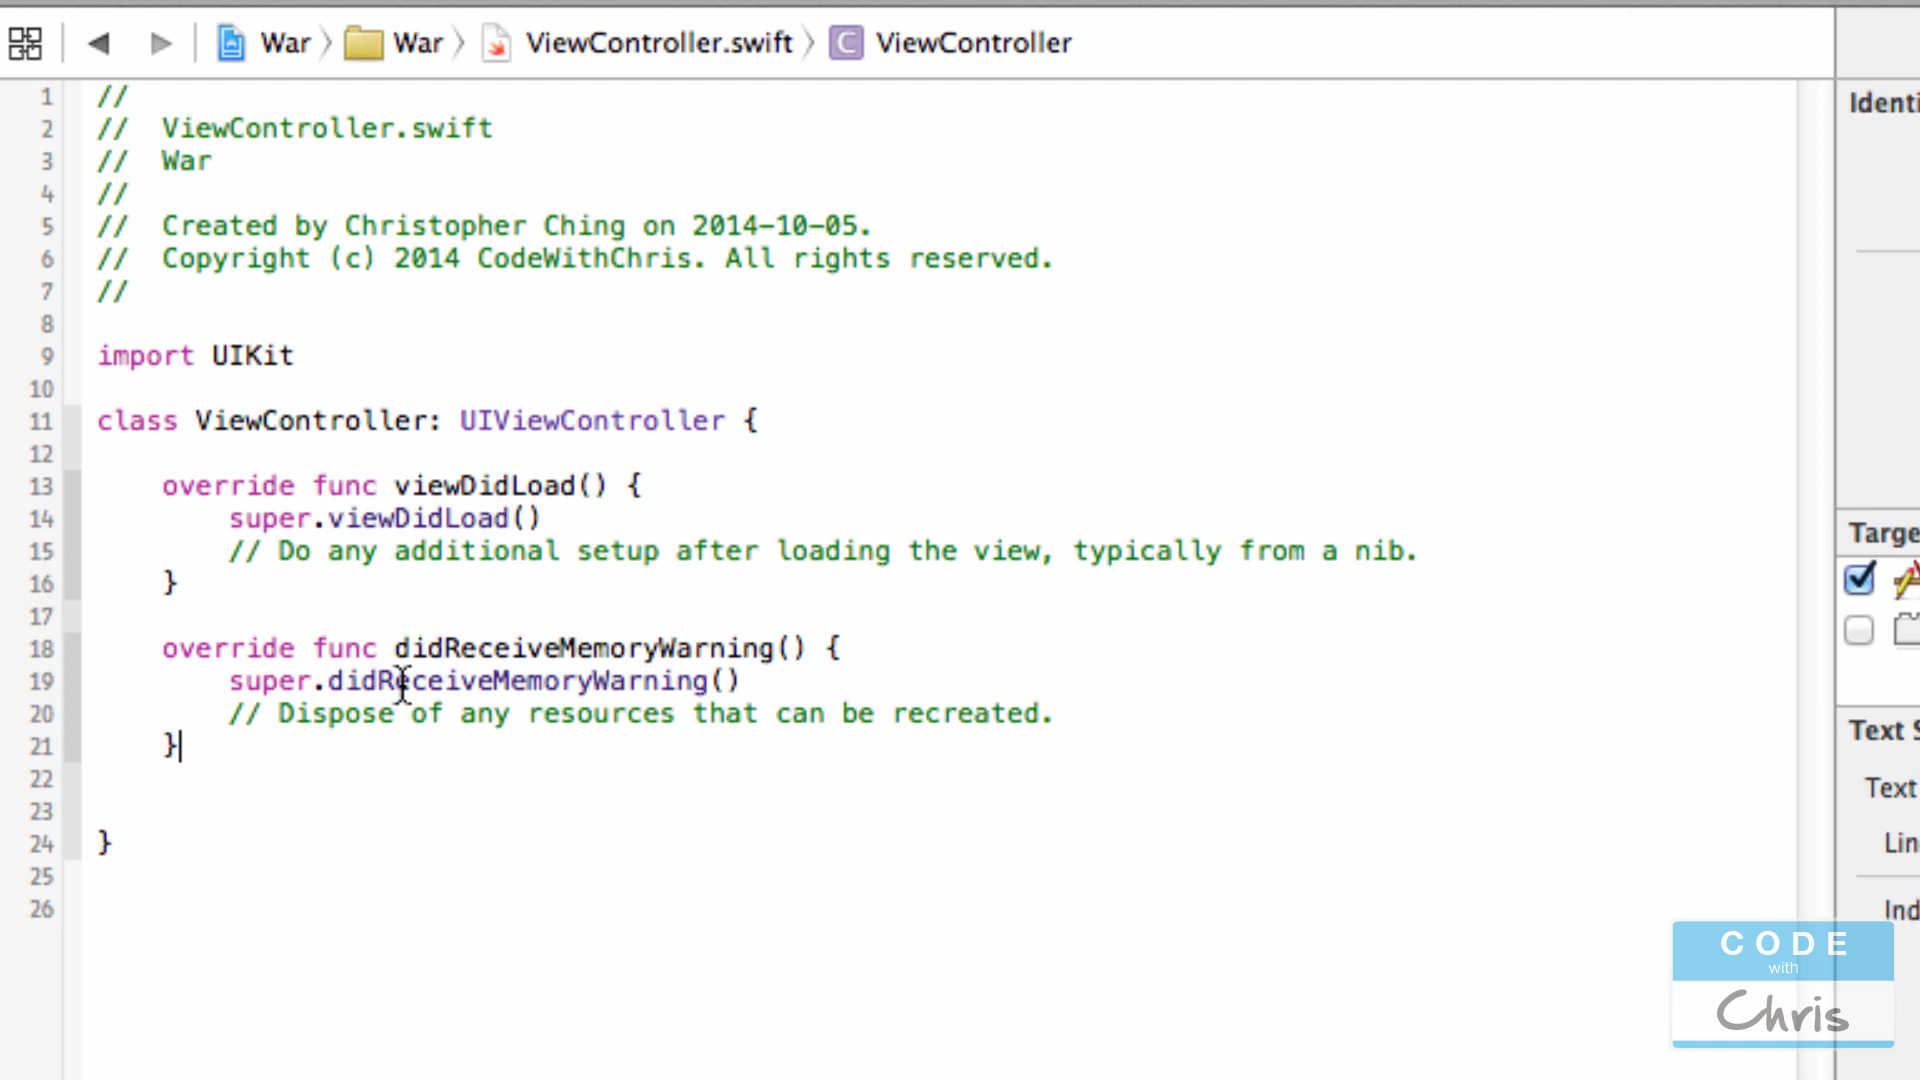 War War ViewController.swift C ViewController
1 //
2 //  ViewController.swift
3 //  War
4 //
5 //  Created by Christopher Ching on 2014-10-05.
6 //  Copyright (c) 2014 CodeWithChris. All rights reserved.
7 //
8
9 import UIKit
10
11 class ViewController: UIViewController {
12
13     override func viewDidLoad() {
14         super.viewDidLoad()
15         // Do any additional setup after loading the view, typically from a nib.
16     }
17
18     override func didReceiveMemoryWarning() {
19         super.didReceiveMemoryWarning()
20         // Dispose of any resources that can be recreated.
21     }
22
23
24 }
25
26
Identi
Targe
Text S
Text
Lin
Ind
CODE
with
Chris